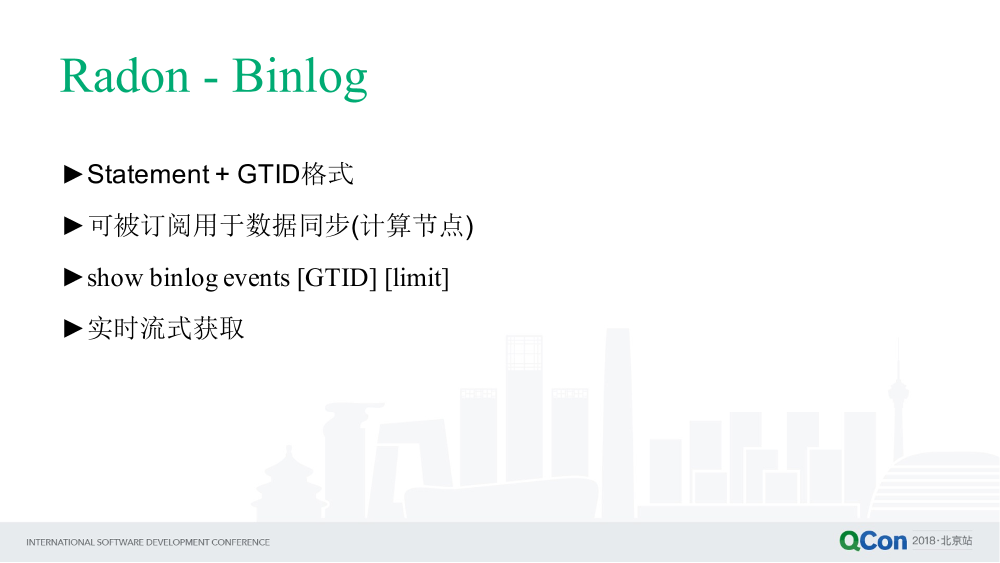 Radon - Binlog
►Statement + GTID格式
►可被订阅用于数据同步(计算节点)
►show binlog events [GTID] [limit]
►实时流式获取
INTERNATIONAL SOFTWARE DEVELOPMENT CONFERENCE
QCon 2018·北京站